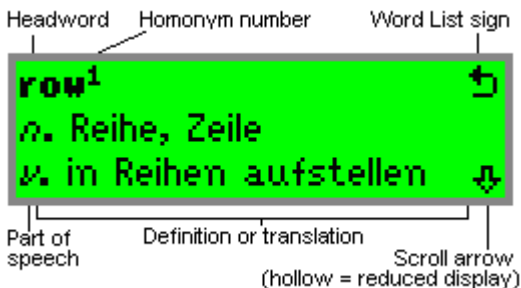 Headword Homonym number Word List sign
row¹
n. Reihe, Zeile
v. in Reihen aufstellen
Part of speech
Definition or translation
Scroll arrow
(hollow = reduced display)